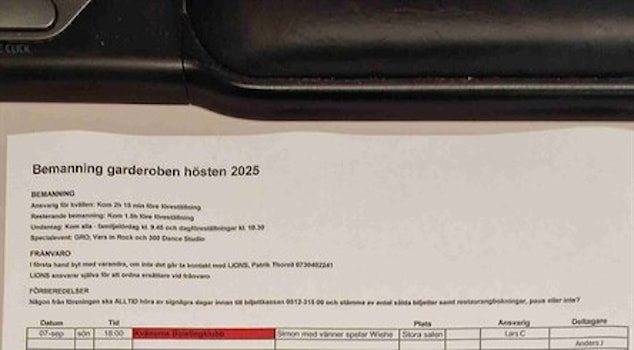 E CLICK
Bemanning garderoben hösten 2025
BEMANNING
Ansvarig för kvällen: Kom 2h 15 min före föreställning
Resterande bemanning: Kom 1.5h före föreställning
Undantag: Kom alla - familjelördag kl. 9.45 och dagföreställningar kl. 10.30
Specialevent: GRO, Vara in Rock och 300 Dance Studio
FRÅNVARO
I första hand byt med varandra, om inte det går ta kontakt med LIONS, Patrik Thorell 0730402241
LIONS ansvarar själva för att ordna ersättare vid frånvaro
FÖRBEREDELSER
Någon från föreningen ska ALLTID höra av sig några dagar innan till biljettkassan 0512-315 00 och stämma av antal sålda biljetter samt restaurangbokningar, paus eller inte?
Datum Tid Plats Ansvarig Deltagare
07-sep sön 18:00 Kvänums Bowlingklubb Simon med vänner spelar Wiehe Stora salen Lars C
Anders J